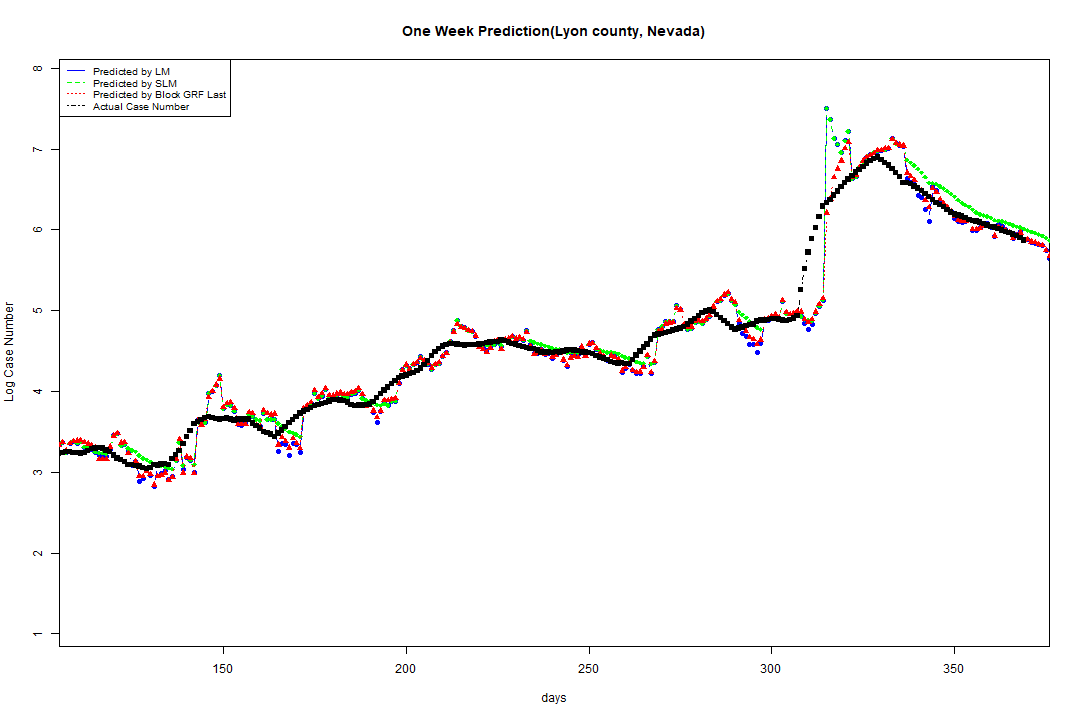 One Week Prediction(Lyon county, Nevada)
Predicted by LM
Predicted by SLM
Predicted by Block GRF Last
Actual Case Number
8
7
6
5
4
3
2
1
Log Case Number
150 200 250 300 350
days